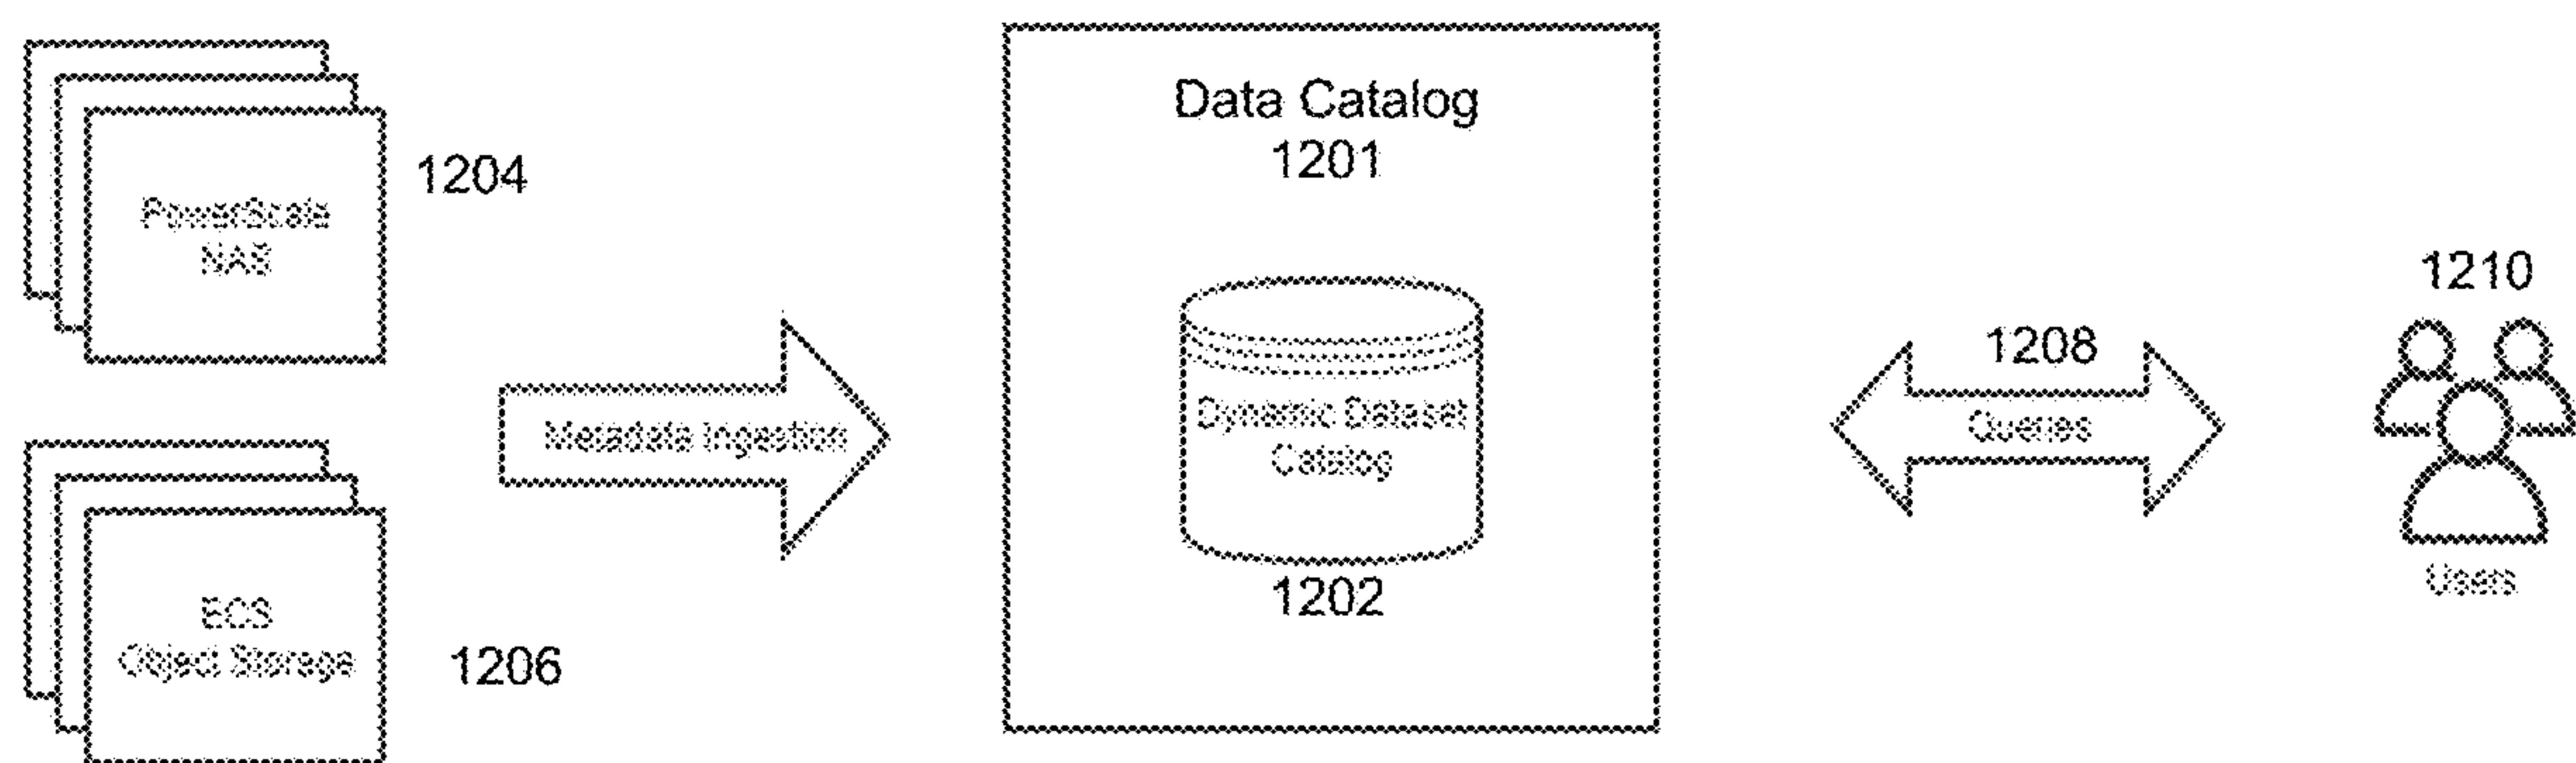 PowerScale
NAS
1204
ECS
Object Storage
1206
Metadata Ingestion
Data Catalog
1201
Dynamic Dataset
Catalog
1202
1208
Queries
1210
Users